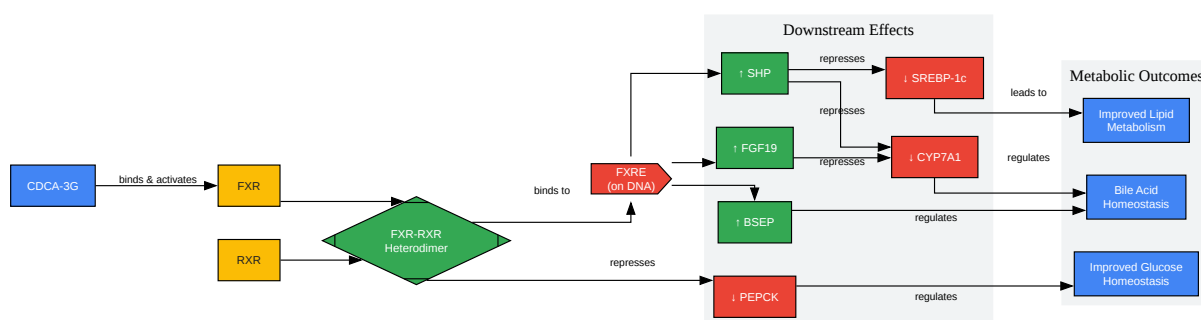 Downstream Effects
Metabolic Outcomes
CDCA-3G
binds & activates
FXR
RXR
FXR-RXR
Heterodimer
binds to
represses
FXRE
(on DNA)
↑ SHP
represses
↓ SREBP-1c
represses
↑ FGF19
represses
↓ CYP7A1
↑ BSEP
regulates
↓ PEPCK
regulates
leads to
Improved Lipid
Metabolism
regulates
Bile Acid
Homeostasis
Improved Glucose
Homeostasis